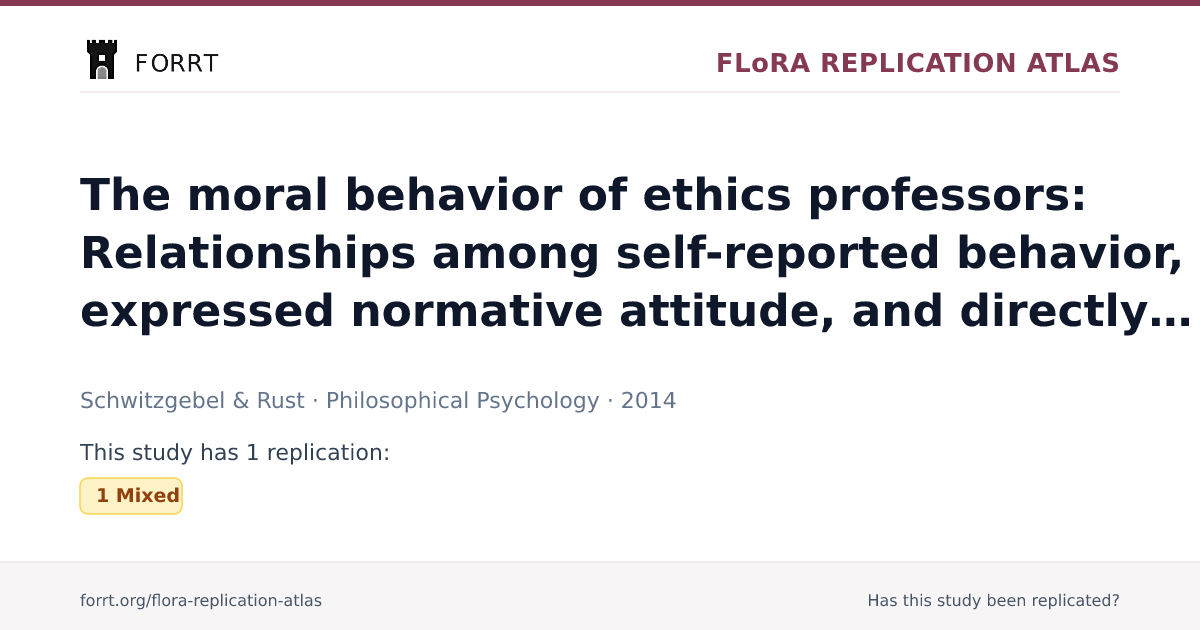 FORRT
FLoRA REPLICATION ATLAS
The moral behavior of ethics professors:
Relationships among self-reported behavior,
expressed normative attitude, and directly…
Schwitzgebel & Rust · Philosophical Psychology · 2014
This study has 1 replication:
1 Mixed
forrt.org/flora-replication-atlas
Has this study been replicated?